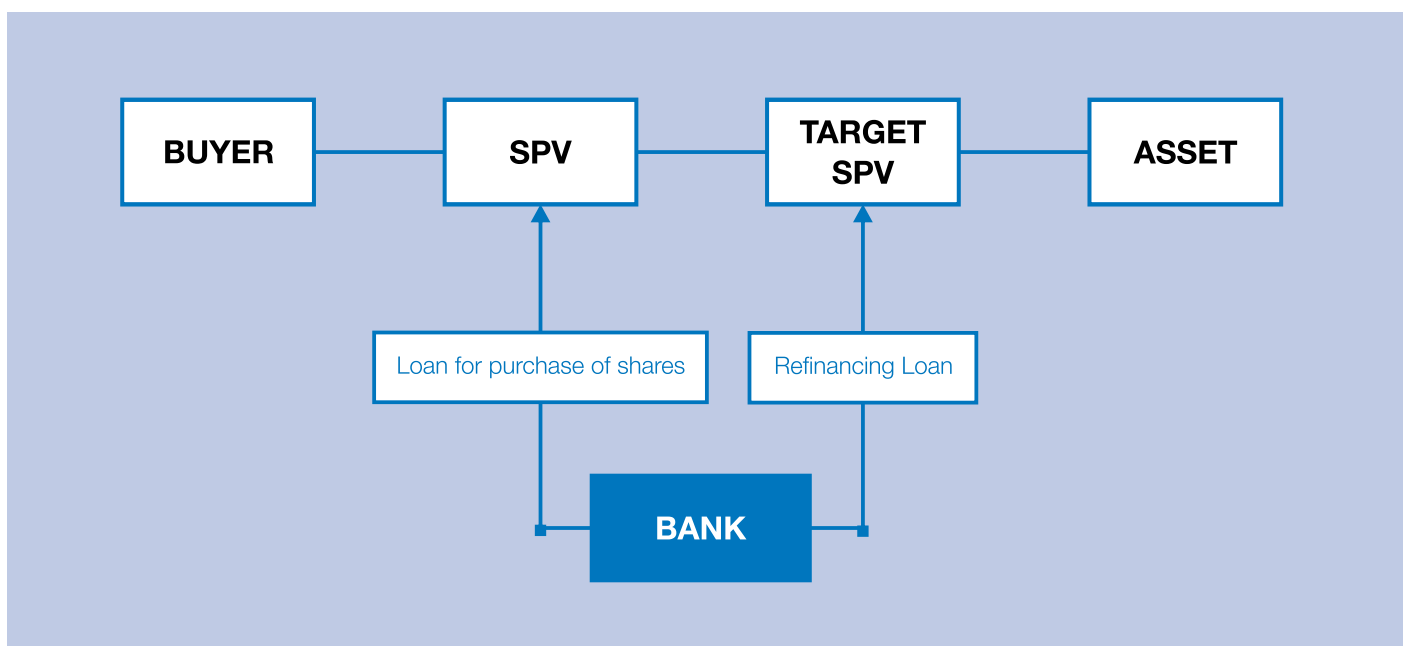 BUYER
SPV
TARGET
SPV
ASSET
Loan for purchase of shares
Refinancing Loan
BANK